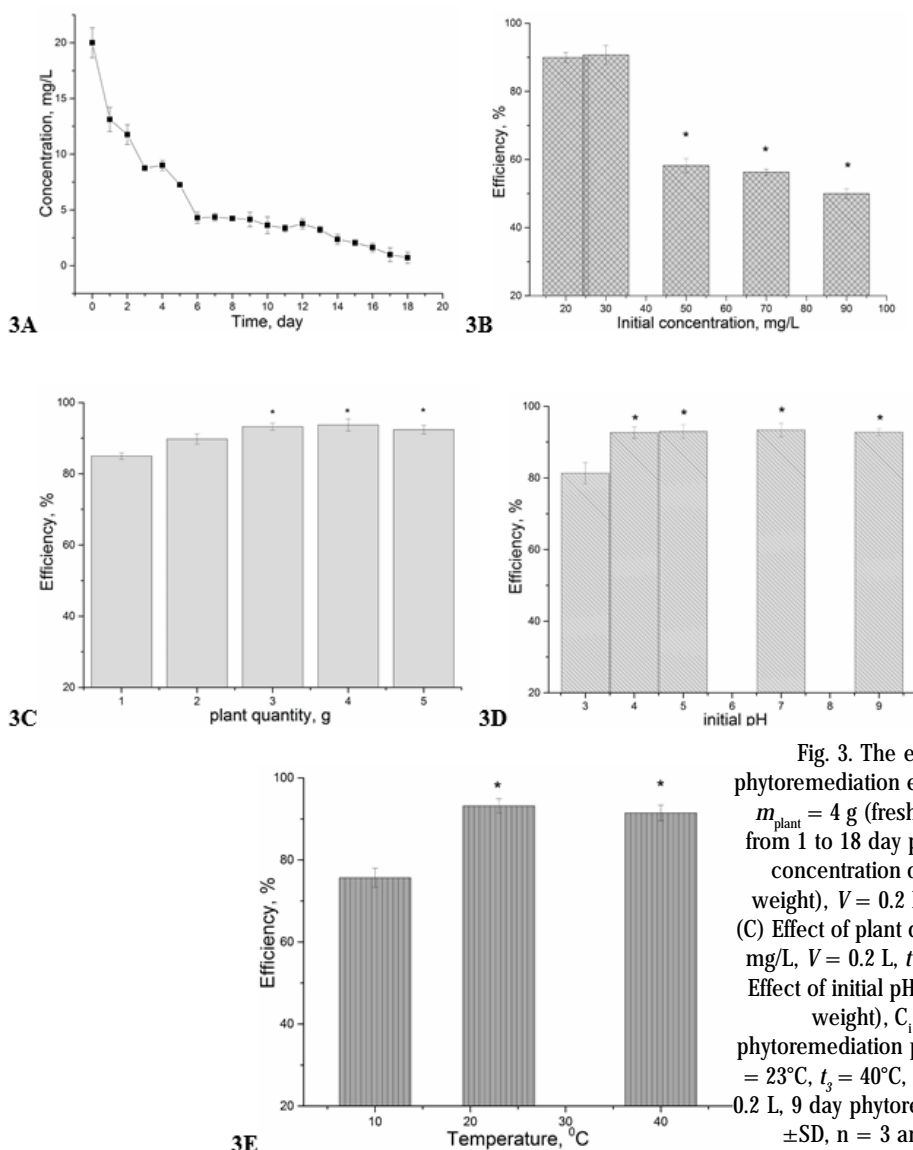 20
15
10
5
0
Concentration, mg/L
0 2 4 6 8 10 12 14 16 18 20
Time, day
3A
100
80
60
40
20
Efficiency, %
* * *
20 30 40 50 60 70 80 90 100
Initial concentration, mg/L
3B
100
80
60
40
20
Efficiency, %
* * *
1 2 3 4 5
plant quantity, g
3C
100
80
60
40
20
Efficiency, %
* * * *
3 4 5 6 7 8 9
initial pH
3D
100
80
60
40
20
Efficiency, %
* *
10 20 30 40
Temperature, ⁰C
3E
Fig. 3. The e
phytoremediation e
m_plant = 4 g (fresh
from 1 to 18 day p
concentration o
weight), V = 0.2
(C) Effect of plant
mg/L, V = 0.2 L, t
Effect of initial pH
weight), C_i
phytoremediation p
= 23°C, t_3 = 40°C,
0.2 L, 9 day phytore
±SD, n = 3 an